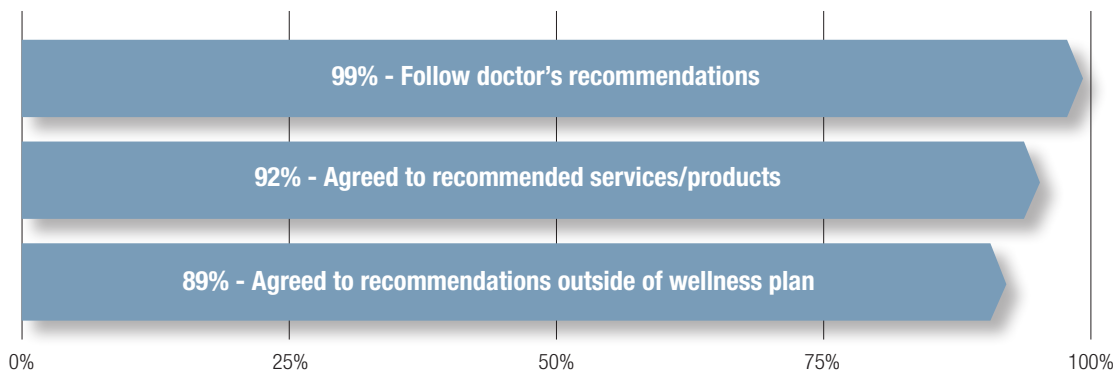 99% - Follow doctor’s recommendations
92% - Agreed to recommended services/products
89% - Agreed to recommendations outside of wellness plan
0% 25% 50% 75% 100%